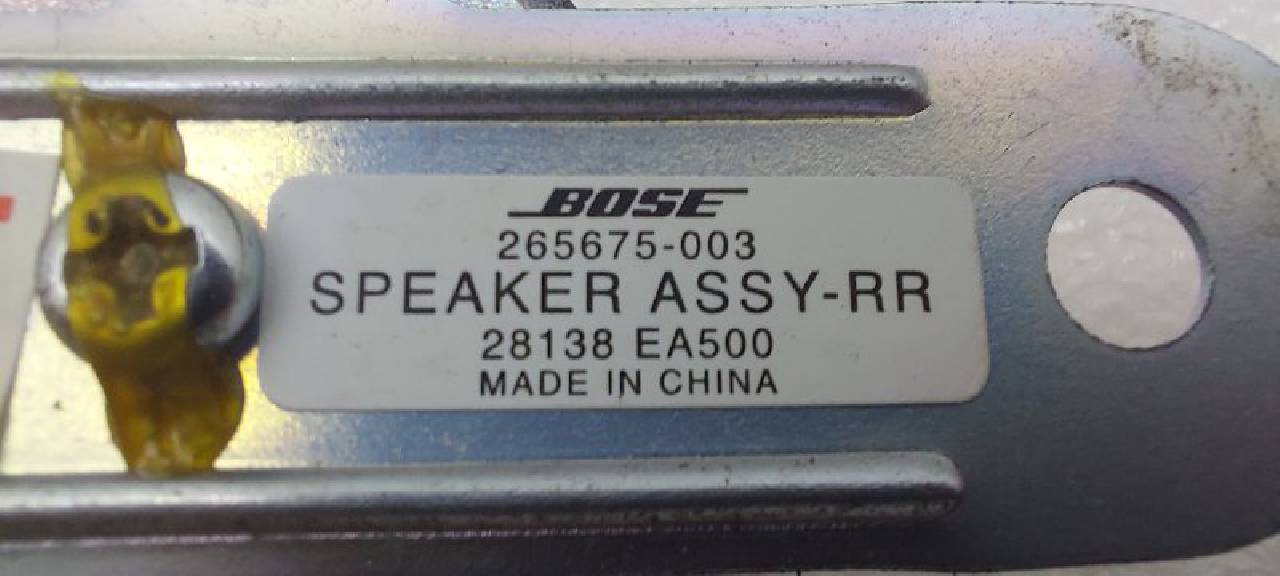 BOSE
265675-003
SPEAKER ASSY-RR
28138 EA500
MADE IN CHINA